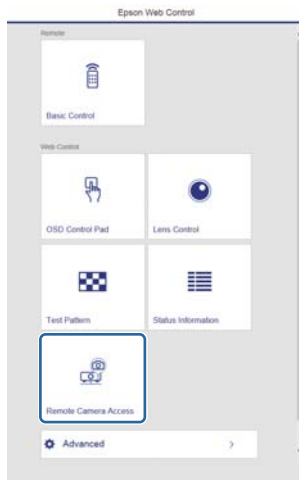 Epson Web Control
Remote
Basic Control
Web Control
OSD Control Pad
Lens Control
Test Pattern
Status Information
Remote Camera Access
Advanced